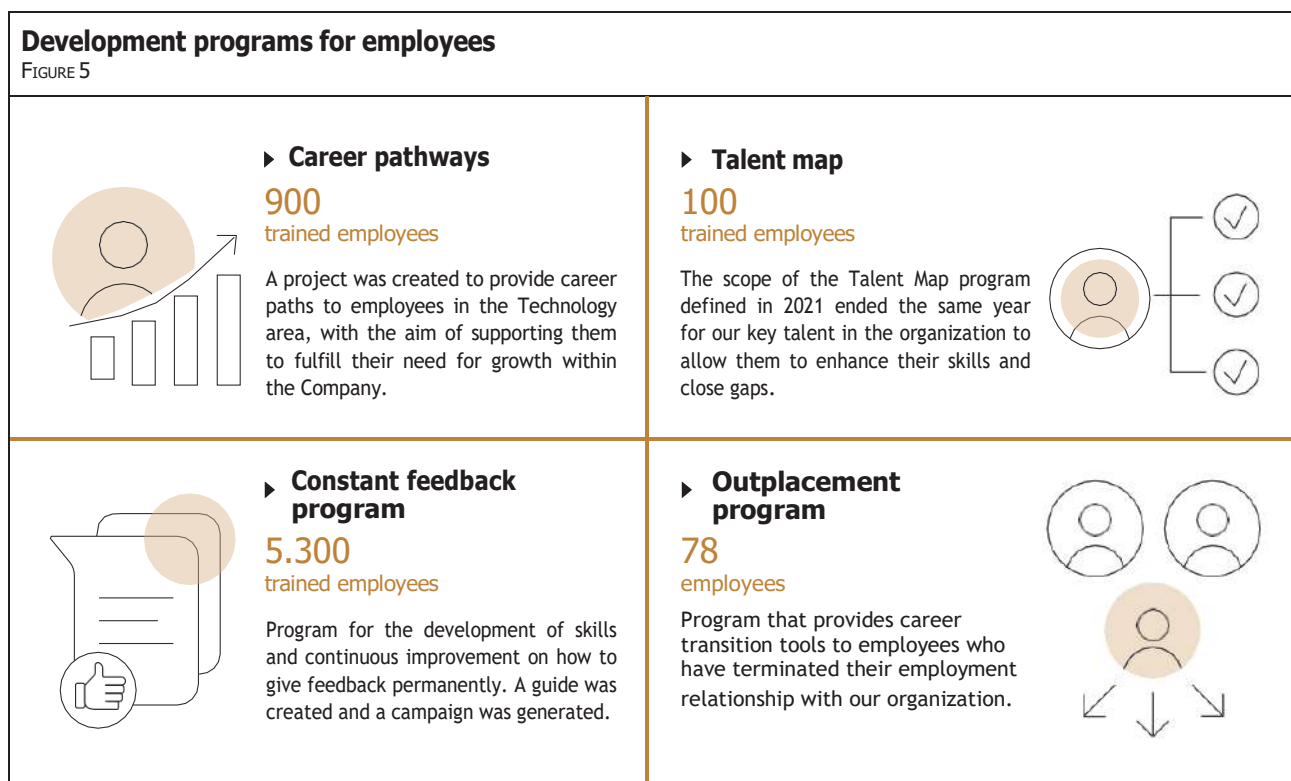 Development programs for employees
FIGURE 5
Career pathways
900
trained employees
A project was created to provide career
paths to employees in the Technology
area, with the aim of supporting them
to fulfill their need for growth within
the Company.
Talent map
100
trained employees
The scope of the Talent Map program
defined in 2021 ended the same year
for our key talent in the organization to
allow them to enhance their skills and
close gaps.
Constant feedback
program
5.300
trained employees
Program for the development of skills
and continuous improvement on how to
give feedback permanently. A guide was
created and a campaign was generated.
Outplacement
program
78
employees
Program that provides career
transition tools to employees who
have terminated their employment
relationship with our organization.